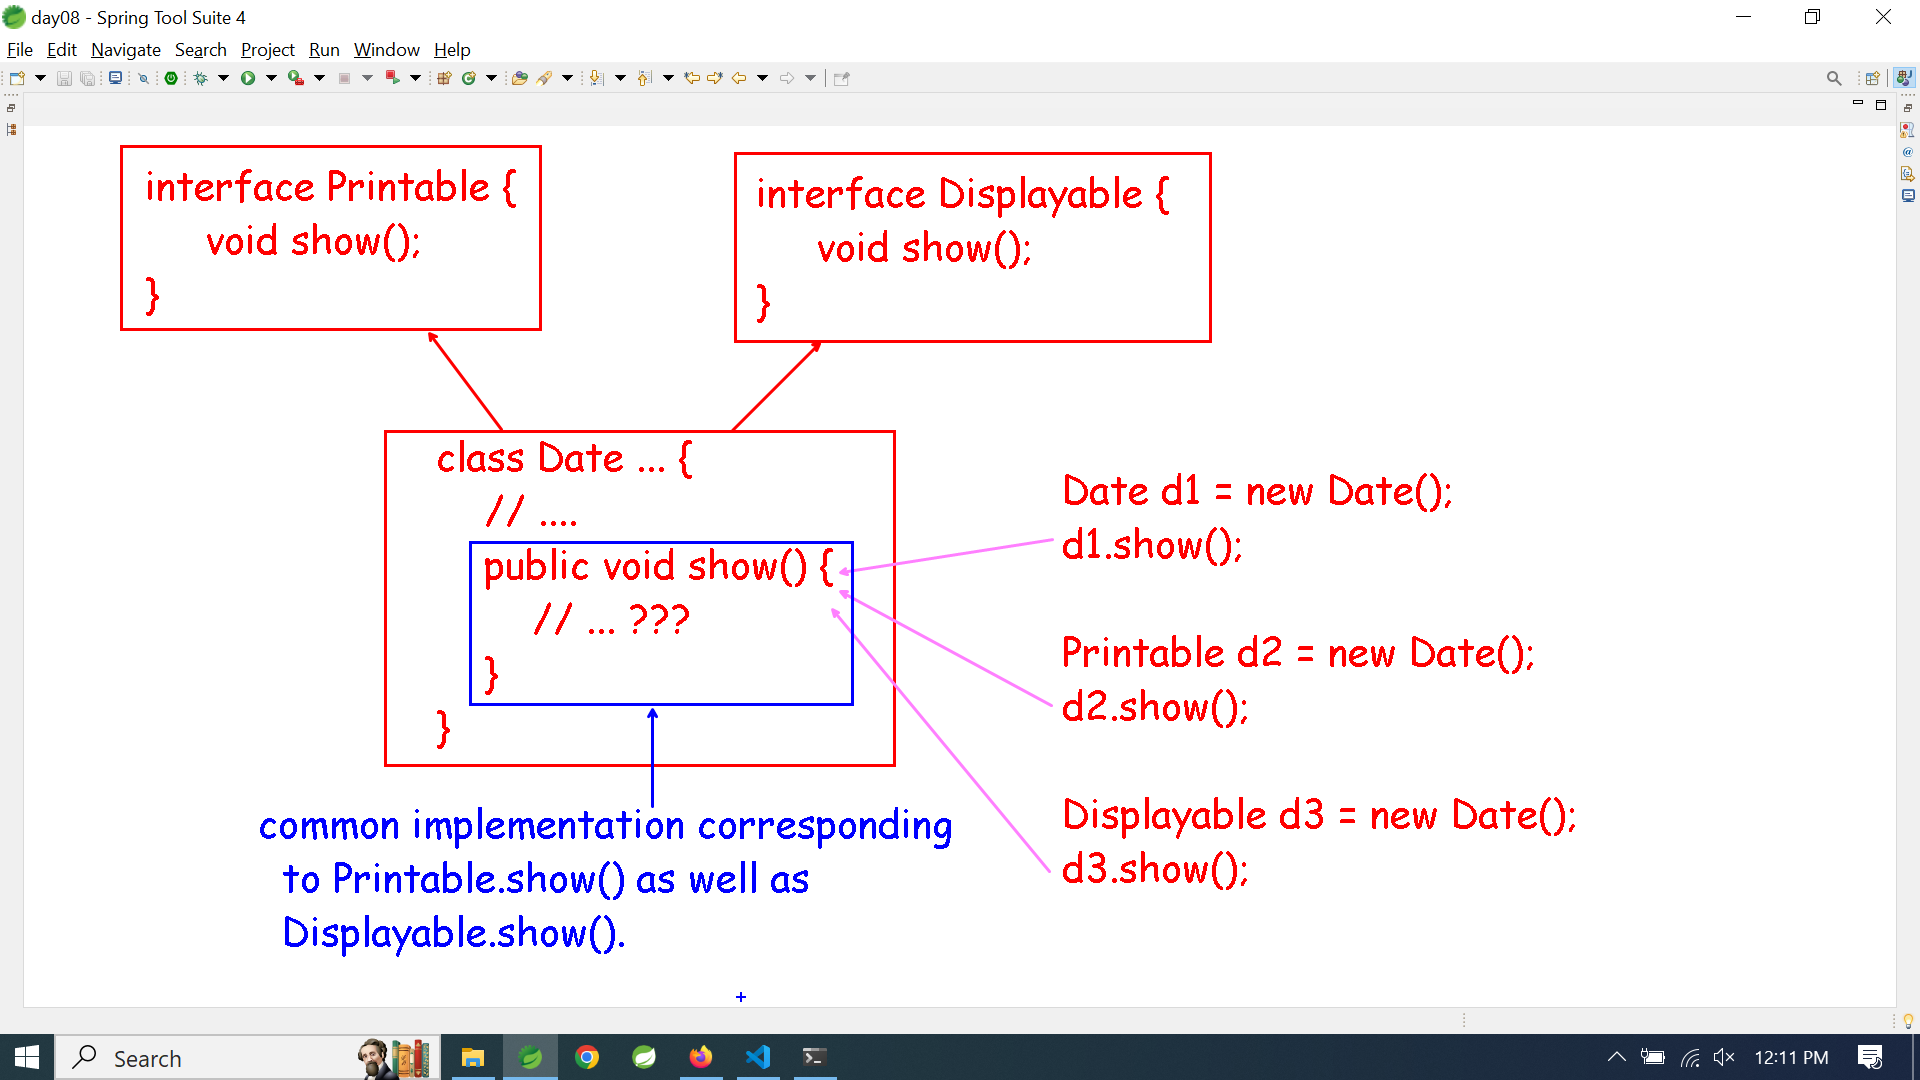 day08 - Spring Tool Suite 4
File Edit Navigate Search Project Run Window Help
interface Printable {
void show();
}
interface Displayable {
void show();
}
class Date ... {
// ....
public void show() {
// ... ???
}
}
Date d1 = new Date();
d1.show();
Printable d2 = new Date();
d2.show();
Displayable d3 = new Date();
d3.show();
common implementation corresponding
to Printable.show() as well as
Displayable.show().
Search
12:11 PM